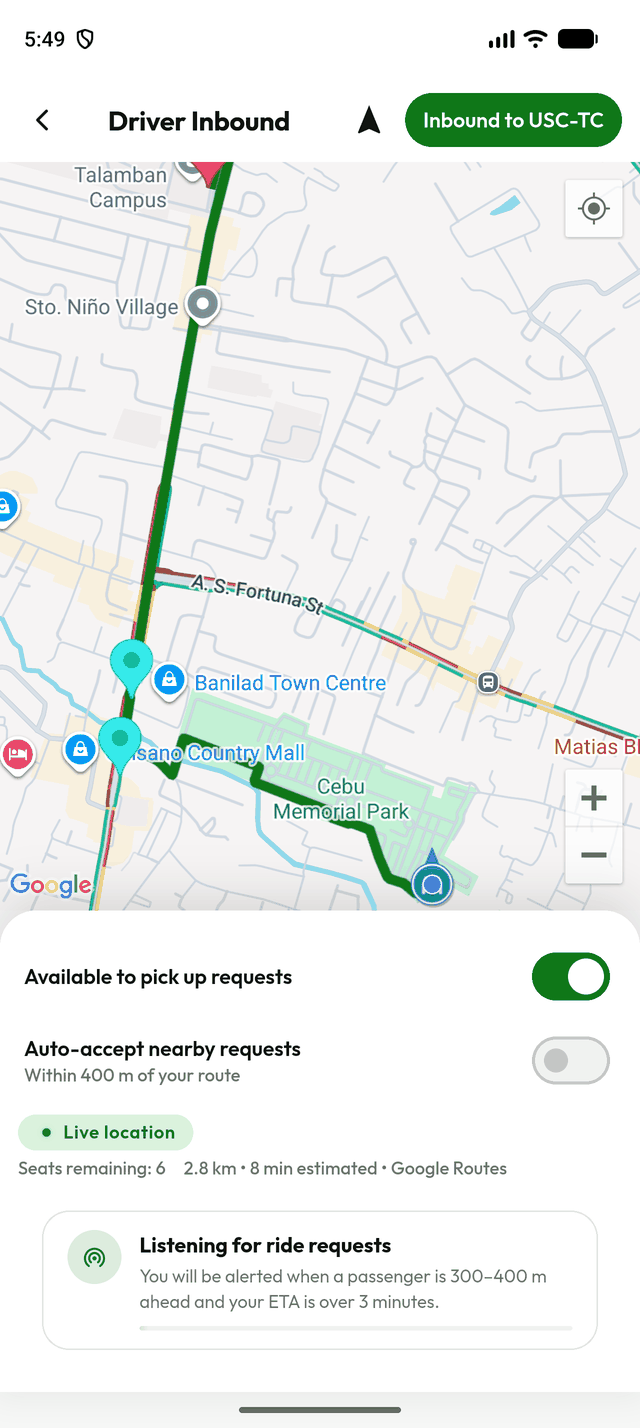 5:49
Driver Inbound
Inbound to USC-TC
Talamban
Campus
Sto. Niño Village
A. S. Fortuna St
Banilad Town Centre
sano Country Mall
Matias Bl
Cebu
Memorial Park
Google
Available to pick up requests
Auto-accept nearby requests
Within 400 m of your route
Live location
Seats remaining: 6 2.8 km • 8 min estimated • Google Routes
Listening for ride requests
You will be alerted when a passenger is 300–400 m
ahead and your ETA is over 3 minutes.